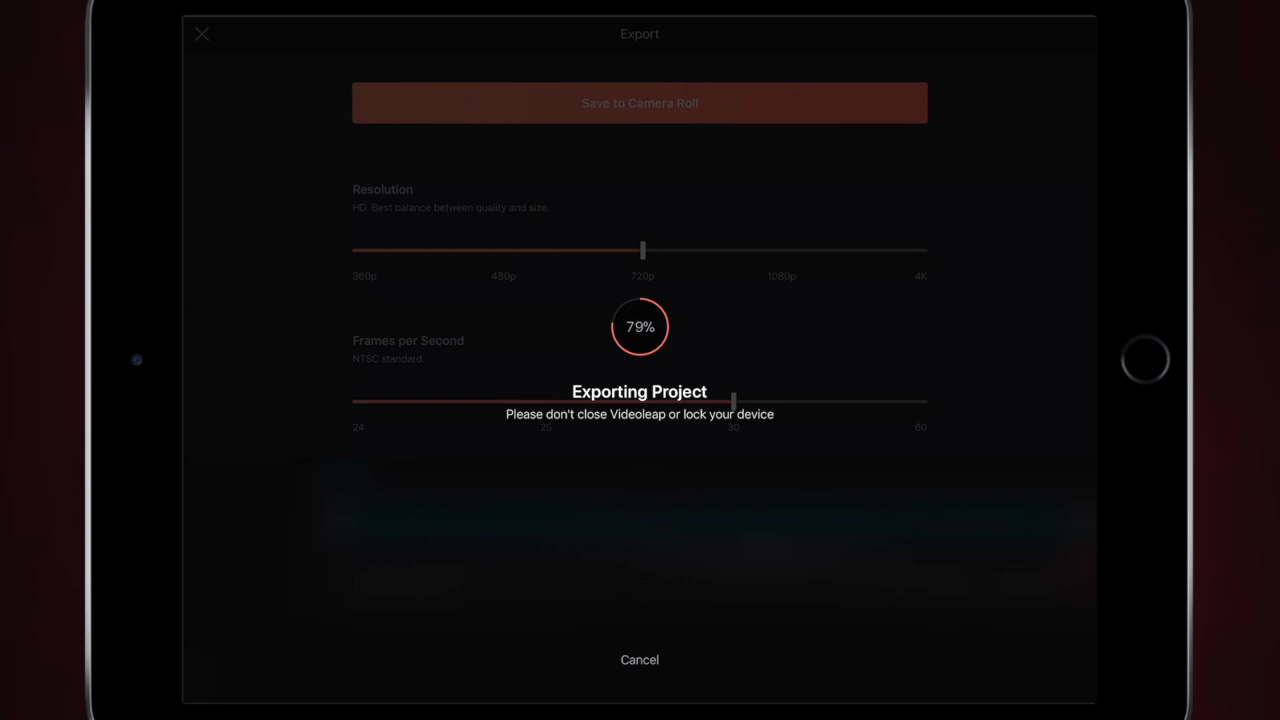 Export
Save to Camera Roll
Resolution
HD. Best balance between quality and size.
360p 480p 720p 1080p 4K
79%
Frames per Second
NTSC standard.
Exporting Project
Please don't close Videoleap or lock your device
24 25 30 60
Cancel